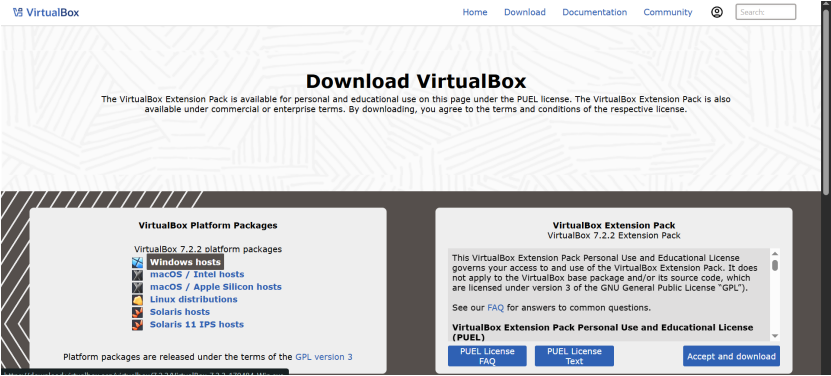 VirtualBox
Home Download Documentation Community Search:
Download VirtualBox
The VirtualBox Extension Pack is available for personal and educational use on this page under the PUEL license. The VirtualBox Extension Pack is also
available under commercial or enterprise terms. By downloading, you agree to the terms and conditions of the respective license.
VirtualBox Platform Packages
VirtualBox 7.2.2 platform packages
Windows hosts
macOS / Intel hosts
macOS / Apple Silicon hosts
Linux distributions
Solaris hosts
Solaris 11 IPS hosts
Platform packages are released under the terms of the GPL version 3
VirtualBox Extension Pack
VirtualBox 7.2.2 Extension Pack
This VirtualBox Extension Pack Personal Use and Educational License
governs your access to and use of the VirtualBox Extension Pack. It does
not apply to the VirtualBox base package and/or its source code, which
are licensed under version 3 of the GNU General Public License "GPL").
See our FAQ for answers to common questions.
VirtualBox Extension Pack Personal Use and Educational License
(PUEL)
PUEL License
FAQ
PUEL License
Text
Accept and download